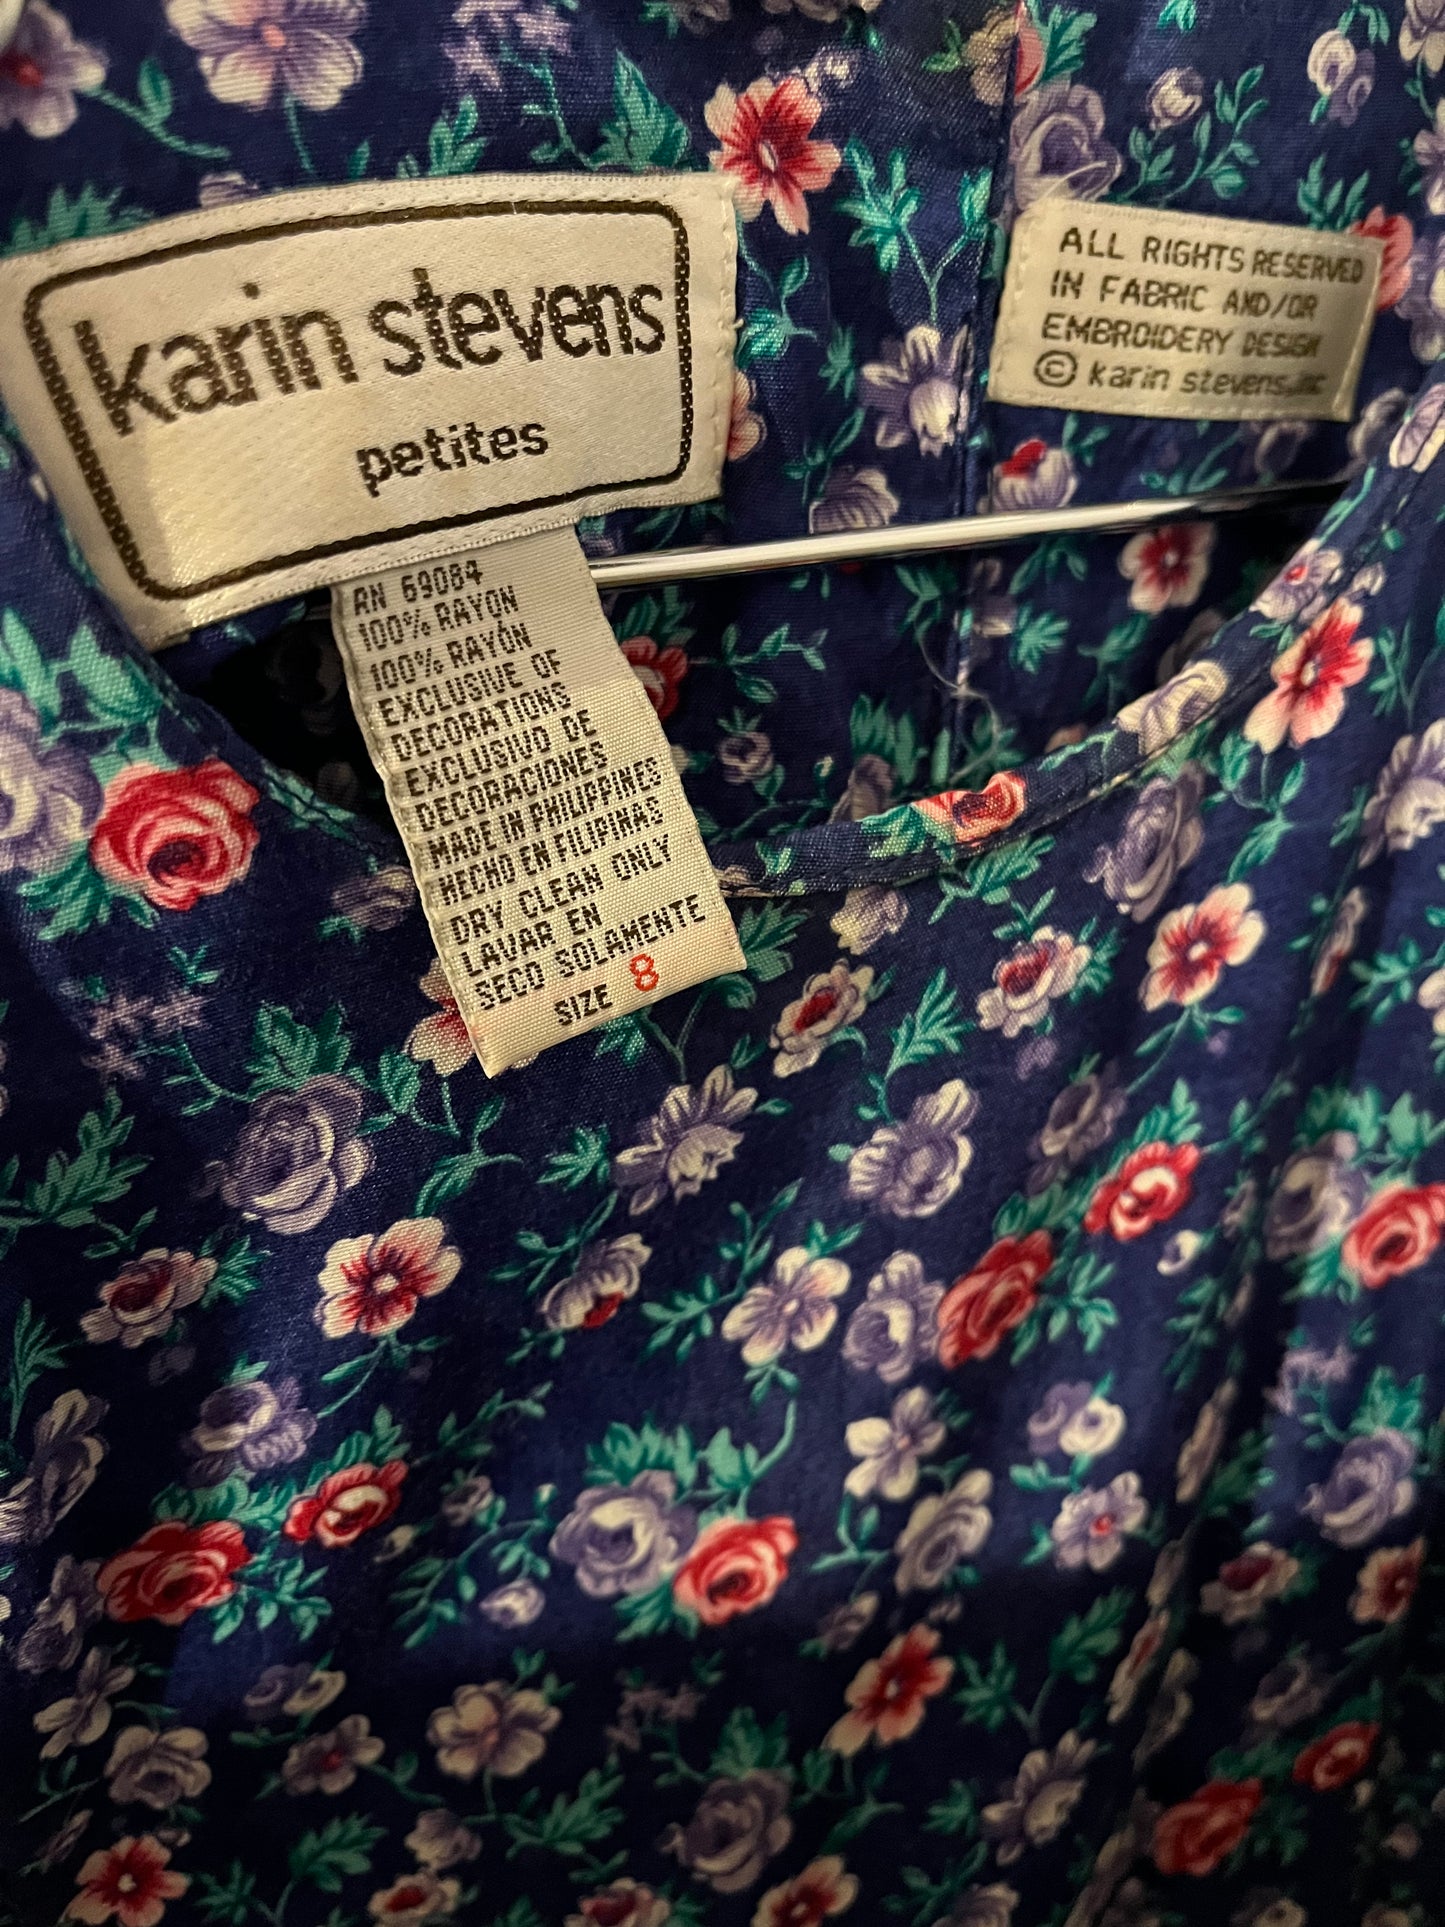 karin stevens
petites
RN 69084
100% RAYON
100% RAYÓN
EXCLUSIVE OF
DECORATIONS
EXCLUSIVO DE
DECORACIONES
MADE IN PHILIPPINES
HECHO EN FILIPINAS
DRY CLEAN ONLY
LAVAR EN
SECO SOLAMENTE
SIZE 8
ALL RIGHTS RESERVED
IN FABRIC AND/OR
EMBROIDERY DESIGN
© karin stevens, inc